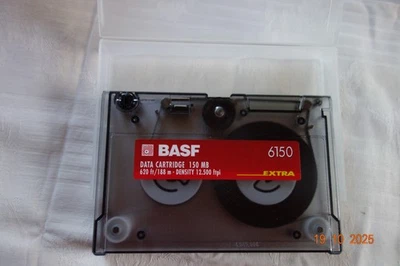 BASF 6150
DATA CARTRIDGE 150 MB
620 ft/188 m - DENSITY 12.500 ftpi
EXTRA
19 10 2025